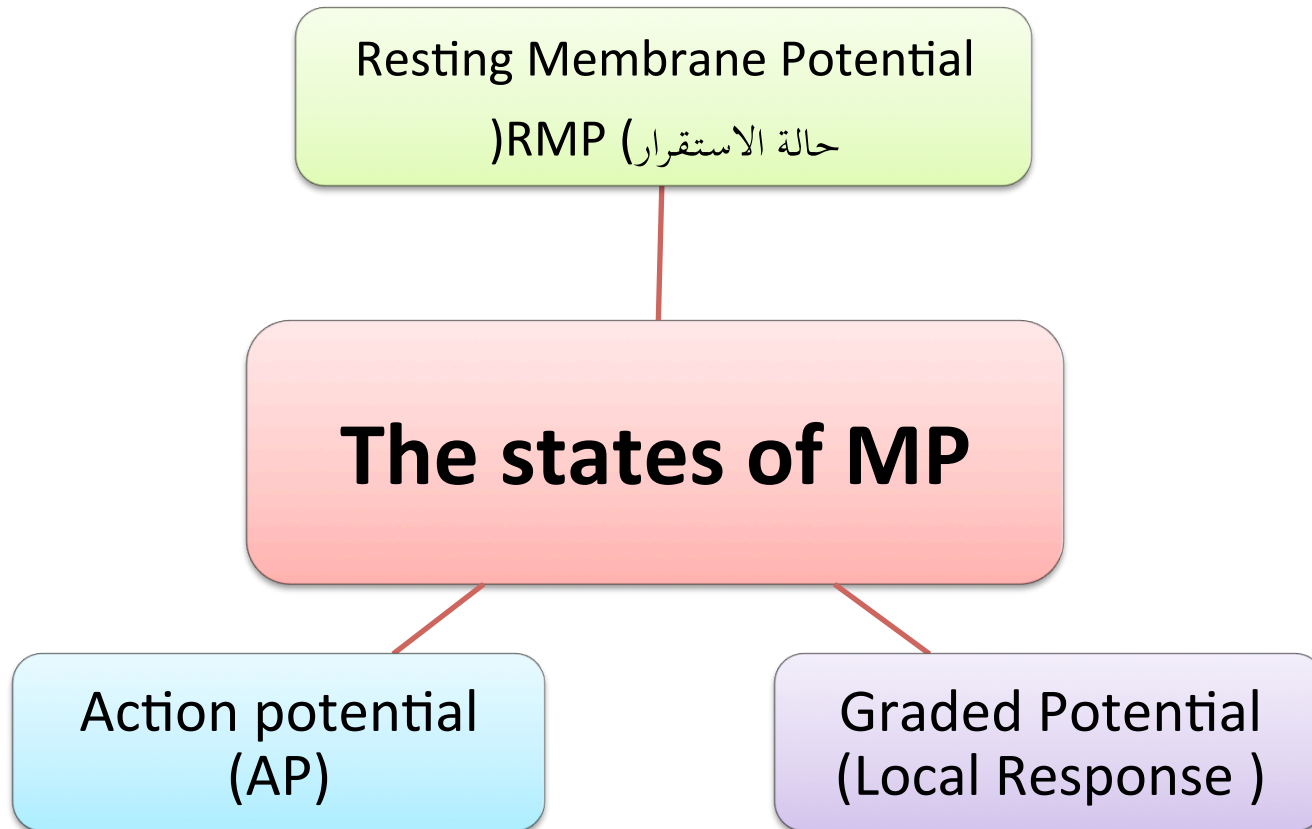 Resting Membrane Potential
)RMP (حالة الاستقرار)
The states of MP
Action potential
(AP)
Graded Potential
(Local Response )